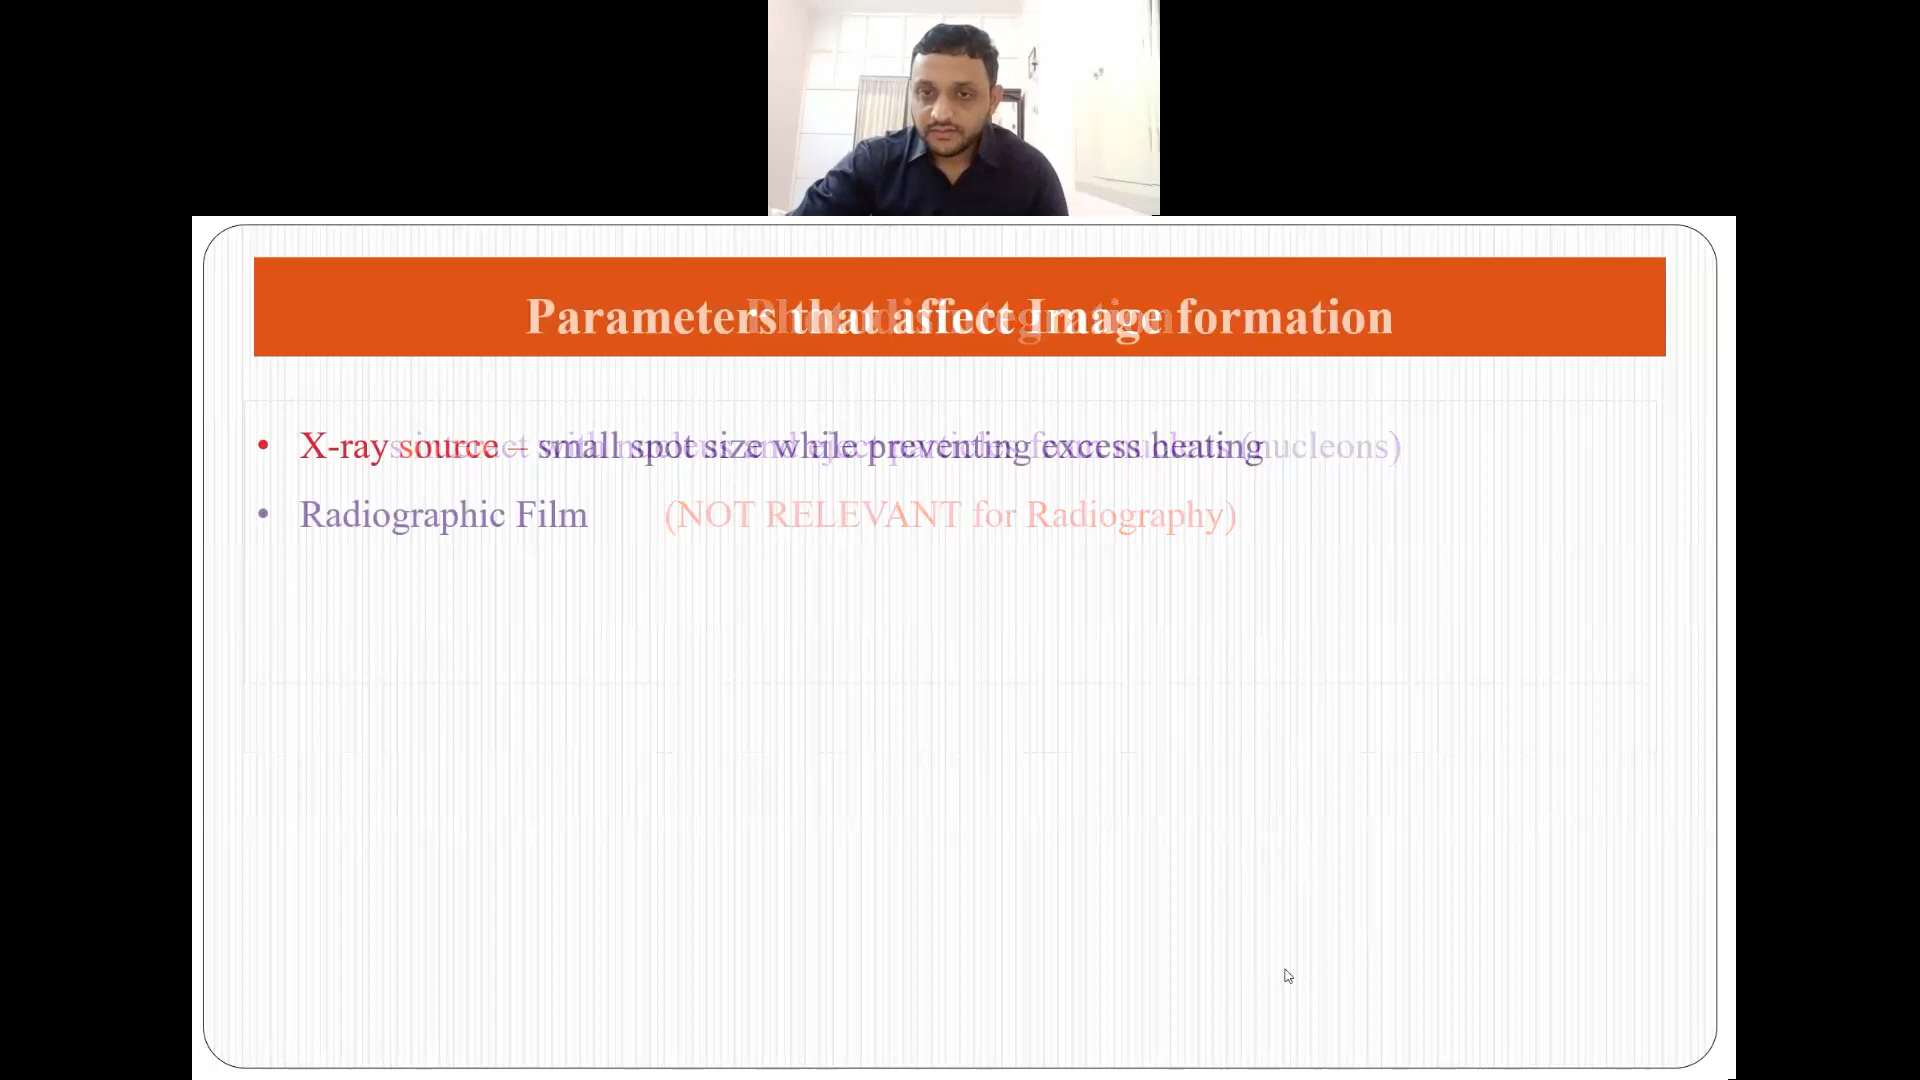 Parameters that affect Image formation
• X-ray source – small spot size while preventing excess heating
• Radiographic Film
(NOT RELEVANT for Radiography)